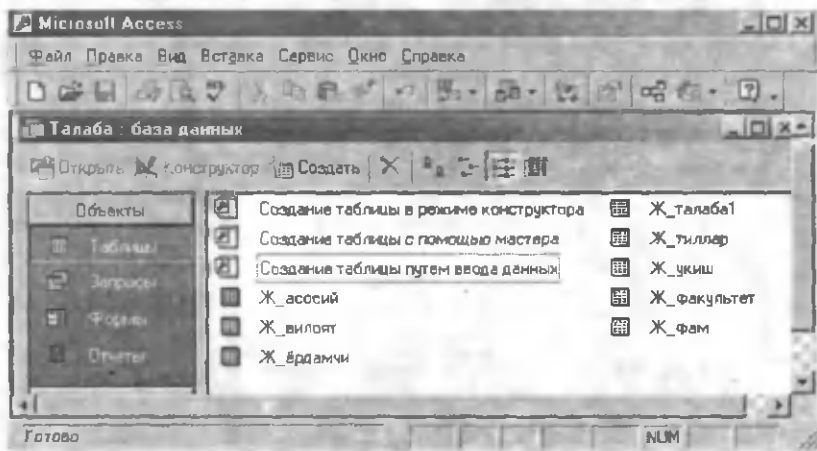 Microsoft Access
Файл Правка Вид Вставка Сервис Окно Справка
Талаба : база данных
Открыть Конструктор Создать
Объекты
Таблицы
Запросы
Формы
Отчеты
Создание таблицы в режиме конструктора
Создание таблицы с помощью мастера
Создание таблицы путем ввода данных
Ж_асосий
Ж_вилоят
Ж_ёрдамчи
Ж_талаба1
Ж_тиллар
Ж_укиш
Ж_факультет
Ж_фам
Готово
NUM